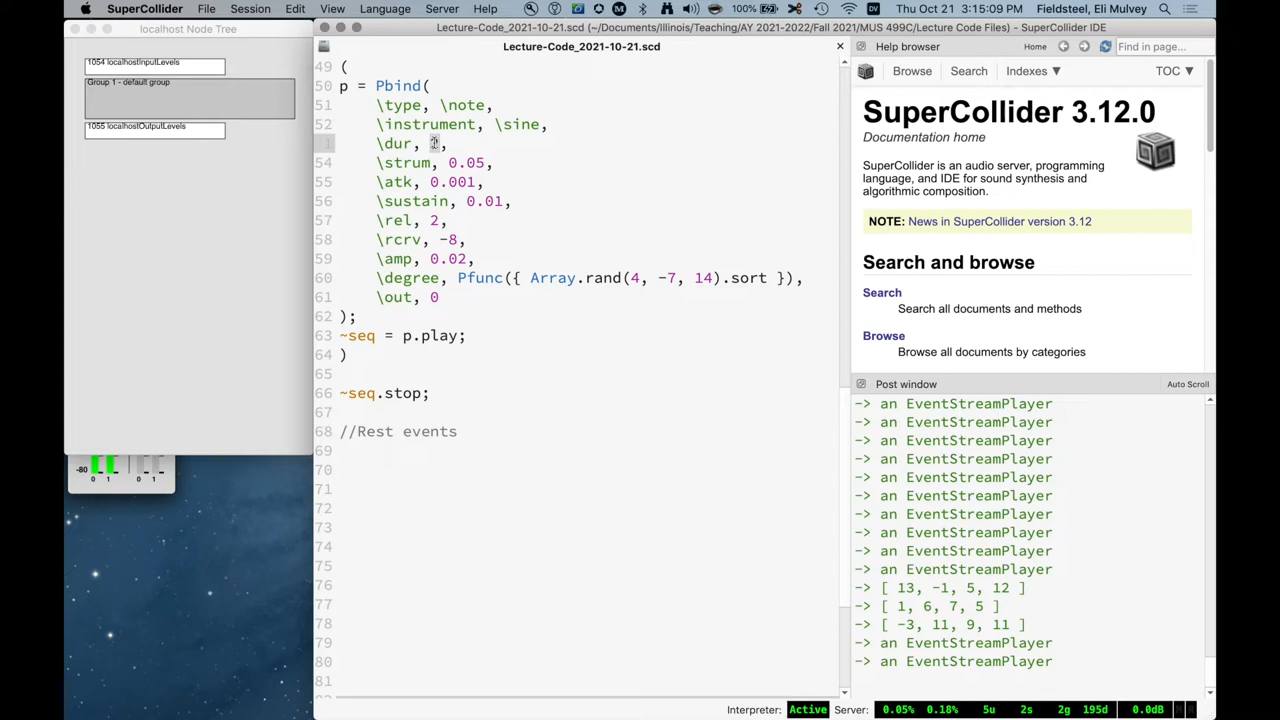 SuperCollider File Session Edit View Language Server Help 100% Thu Oct 21 3:15:09 PM Fieldsteel, Eli Mulvey
localhost Node Tree
1054 localhostInputLevels
Group 1 - default group
1055 localhostOutputLevels
-80
0 1 0 1
Lecture-Code_2021-10-21.scd (~/Documents/Illinois/Teaching/AY 2021-2022/Fall 2021/MUS 499C/Lecture Code Files) - SuperCollider IDE
Lecture-Code_2021-10-21.scd
49 (
50 p = Pbind(
51 \type, \note,
52 \instrument, \sine,
\dur,
54 \strum, 0.05,
55 \atk, 0.001,
56 \sustain, 0.01,
57 \rel, 2,
58 \rcrv, -8,
59 \amp, 0.02,
60 \degree, Pfunc({ Array.rand(4, -7, 14).sort }),
61 \out, 0
62 );
63 ~seq = p.play;
64 )
65
66 ~seq.stop;
67
68 //Rest events
69
70
71
72
73
74
75
76
77
78
79
80
81
Help browser Home Find in page...
Browse Search Indexes ▼ TOC ▼
SuperCollider 3.12.0
Documentation home
SuperCollider is an audio server, programming
language, and IDE for sound synthesis and
algorithmic composition.
NOTE: News in SuperCollider version 3.12
Search and browse
Search
Search all documents and methods
Browse
Browse all documents by categories
Post window Auto Scroll
-> an EventStreamPlayer
-> an EventStreamPlayer
-> an EventStreamPlayer
-> an EventStreamPlayer
-> an EventStreamPlayer
-> an EventStreamPlayer
-> an EventStreamPlayer
-> an EventStreamPlayer
-> an EventStreamPlayer
-> an EventStreamPlayer
-> [ 13, -1, 5, 12 ]
-> [ 1, 6, 7, 5 ]
-> [ -3, 11, 9, 11 ]
-> an EventStreamPlayer
-> an EventStreamPlayer
Interpreter: Active Server: 0.05% 0.18% 5u 2s 2g 195d 0.0dB M R